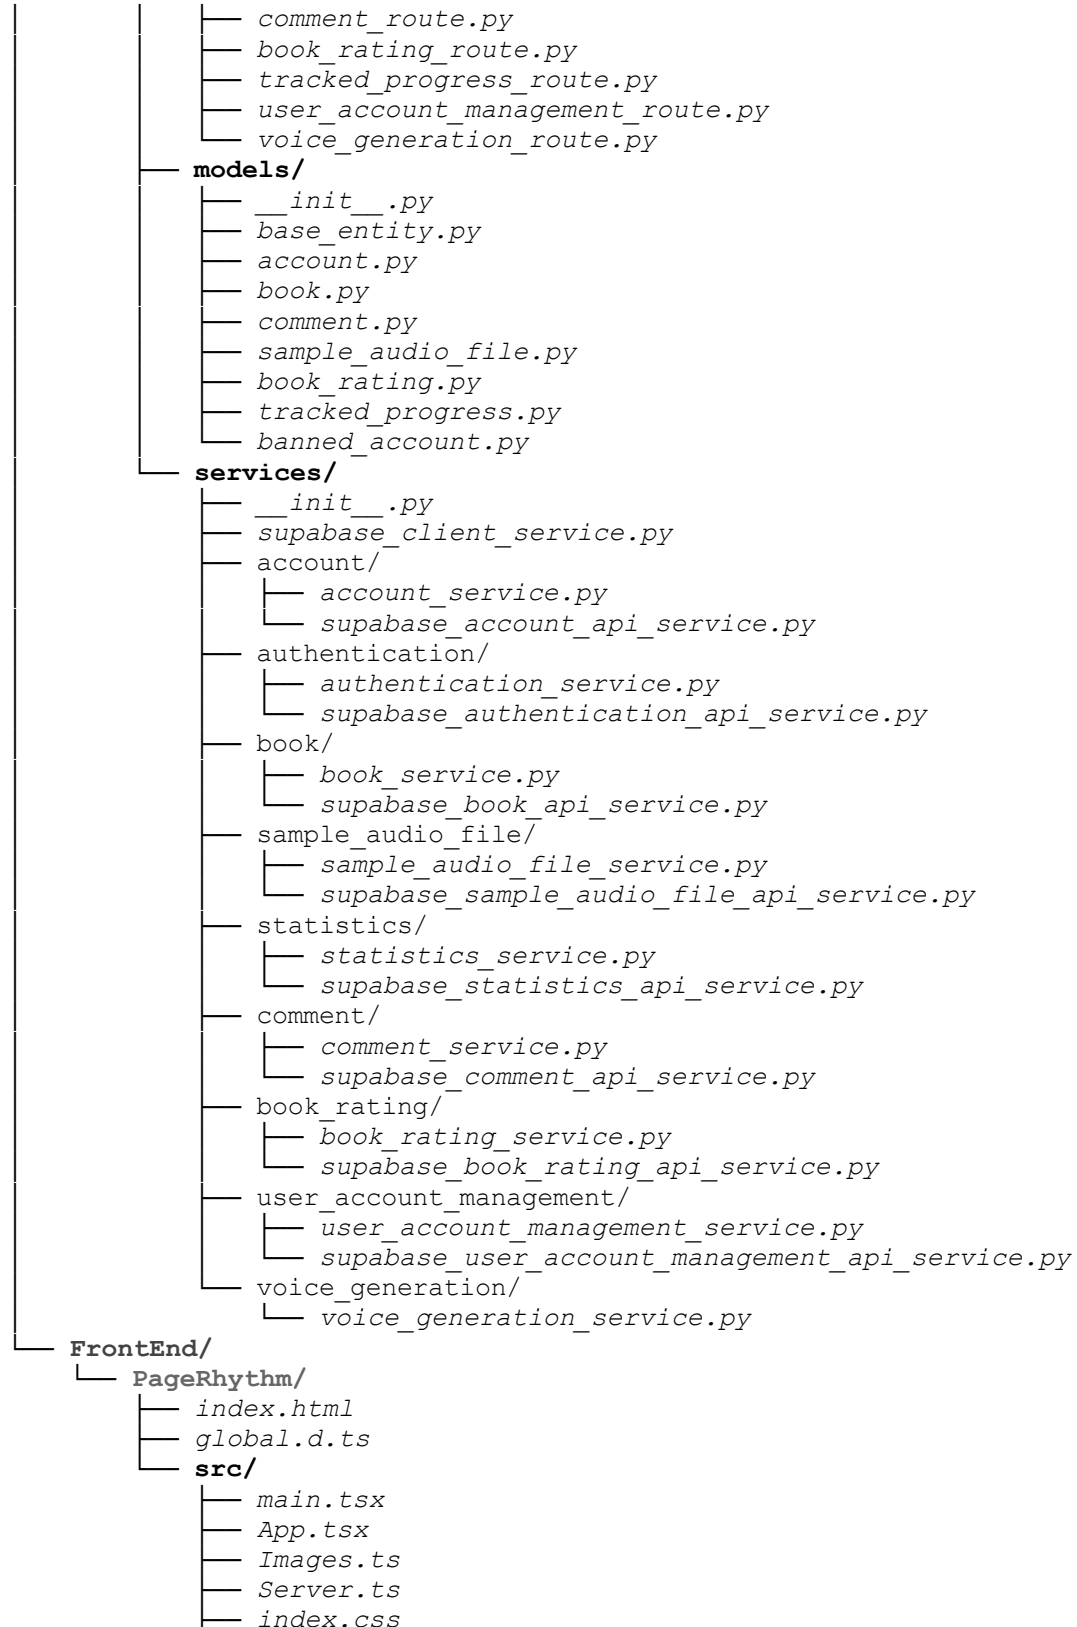 │       │   ├── comment_route.py
│       │   ├── book_rating_route.py
│       │   ├── tracked_progress_route.py
│       │   ├── user_account_management_route.py
│       │   └── voice_generation_route.py
│       ├── models/
│       │   ├── __init__.py
│       │   ├── base_entity.py
│       │   ├── account.py
│       │   ├── book.py
│       │   ├── comment.py
│       │   ├── sample_audio_file.py
│       │   ├── book_rating.py
│       │   ├── tracked_progress.py
│       │   └── banned_account.py
│       └── services/
│           ├── __init__.py
│           ├── supabase_client_service.py
│           ├── account/
│           │   ├── account_service.py
│           │   └── supabase_account_api_service.py
│           ├── authentication/
│           │   ├── authentication_service.py
│           │   └── supabase_authentication_api_service.py
│           ├── book/
│           │   ├── book_service.py
│           │   └── supabase_book_api_service.py
│           ├── sample_audio_file/
│           │   ├── sample_audio_file_service.py
│           │   └── supabase_sample_audio_file_api_service.py
│           ├── statistics/
│           │   ├── statistics_service.py
│           │   └── supabase_statistics_api_service.py
│           ├── comment/
│           │   ├── comment_service.py
│           │   └── supabase_comment_api_service.py
│           ├── book_rating/
│           │   ├── book_rating_service.py
│           │   └── supabase_book_rating_api_service.py
│           ├── user_account_management/
│           │   ├── user_account_management_service.py
│           │   └── supabase_user_account_management_api_service.py
│           └── voice_generation/
│               └── voice_generation_service.py
└── FrontEnd/
    └── PageRhythm/
        ├── index.html
        ├── global.d.ts
        └── src/
            ├── main.tsx
            ├── App.tsx
            ├── Images.ts
            ├── Server.ts
            ├── index.css